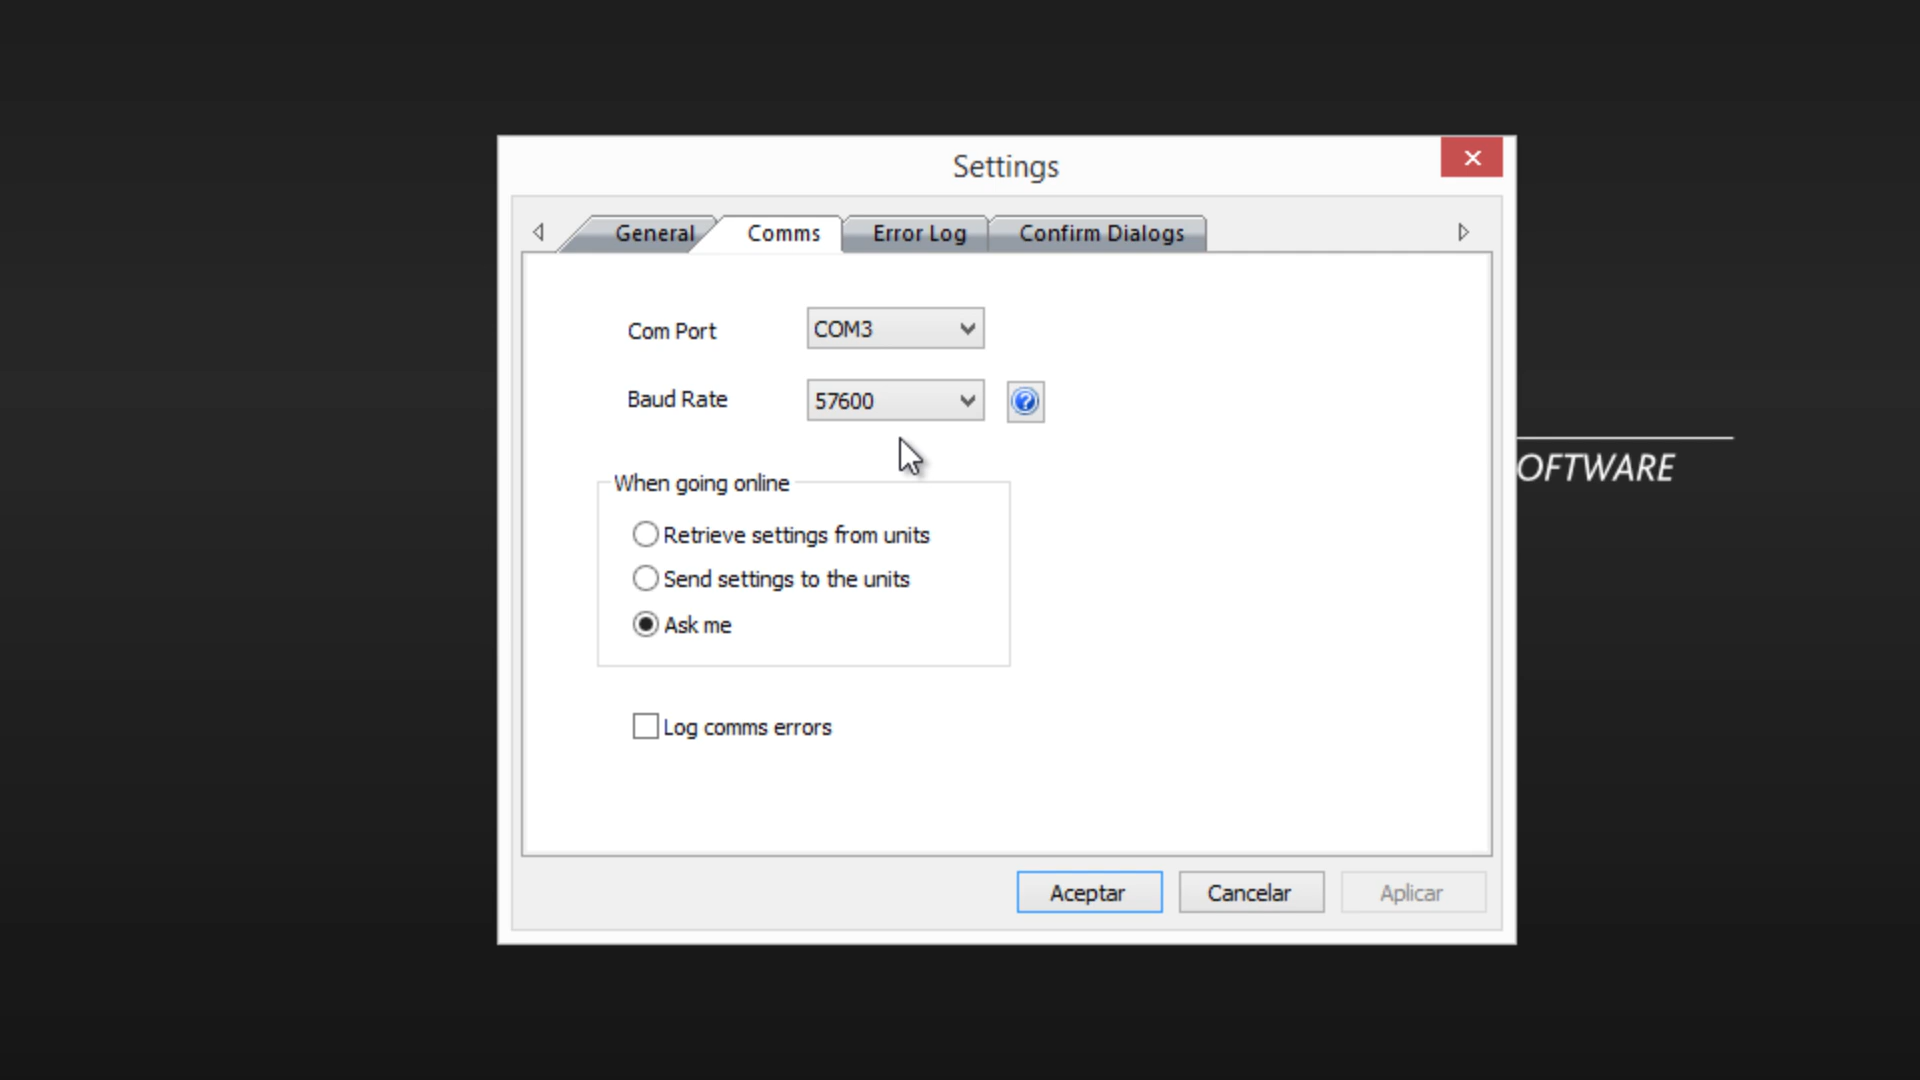 Settings
General
Comms
Error Log
Confirm Dialogs
Com Port
COM3
Baud Rate
57600
When going online
Retrieve settings from units
Send settings to the units
Ask me
Log comms errors
OFTWARE
Aceptar
Cancelar
Aplicar